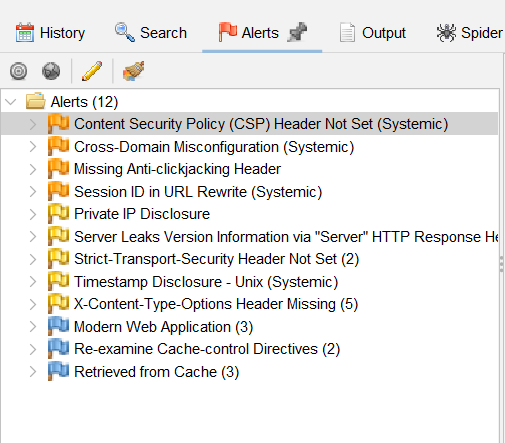 History Search Alerts Output Spider
Alerts (12)
Content Security Policy (CSP) Header Not Set (Systemic)
Cross-Domain Misconfiguration (Systemic)
Missing Anti-clickjacking Header
Session ID in URL Rewrite (Systemic)
Private IP Disclosure
Server Leaks Version Information via "Server" HTTP Response He
Strict-Transport-Security Header Not Set (2)
Timestamp Disclosure - Unix (Systemic)
X-Content-Type-Options Header Missing (5)
Modern Web Application (3)
Re-examine Cache-control Directives (2)
Retrieved from Cache (3)